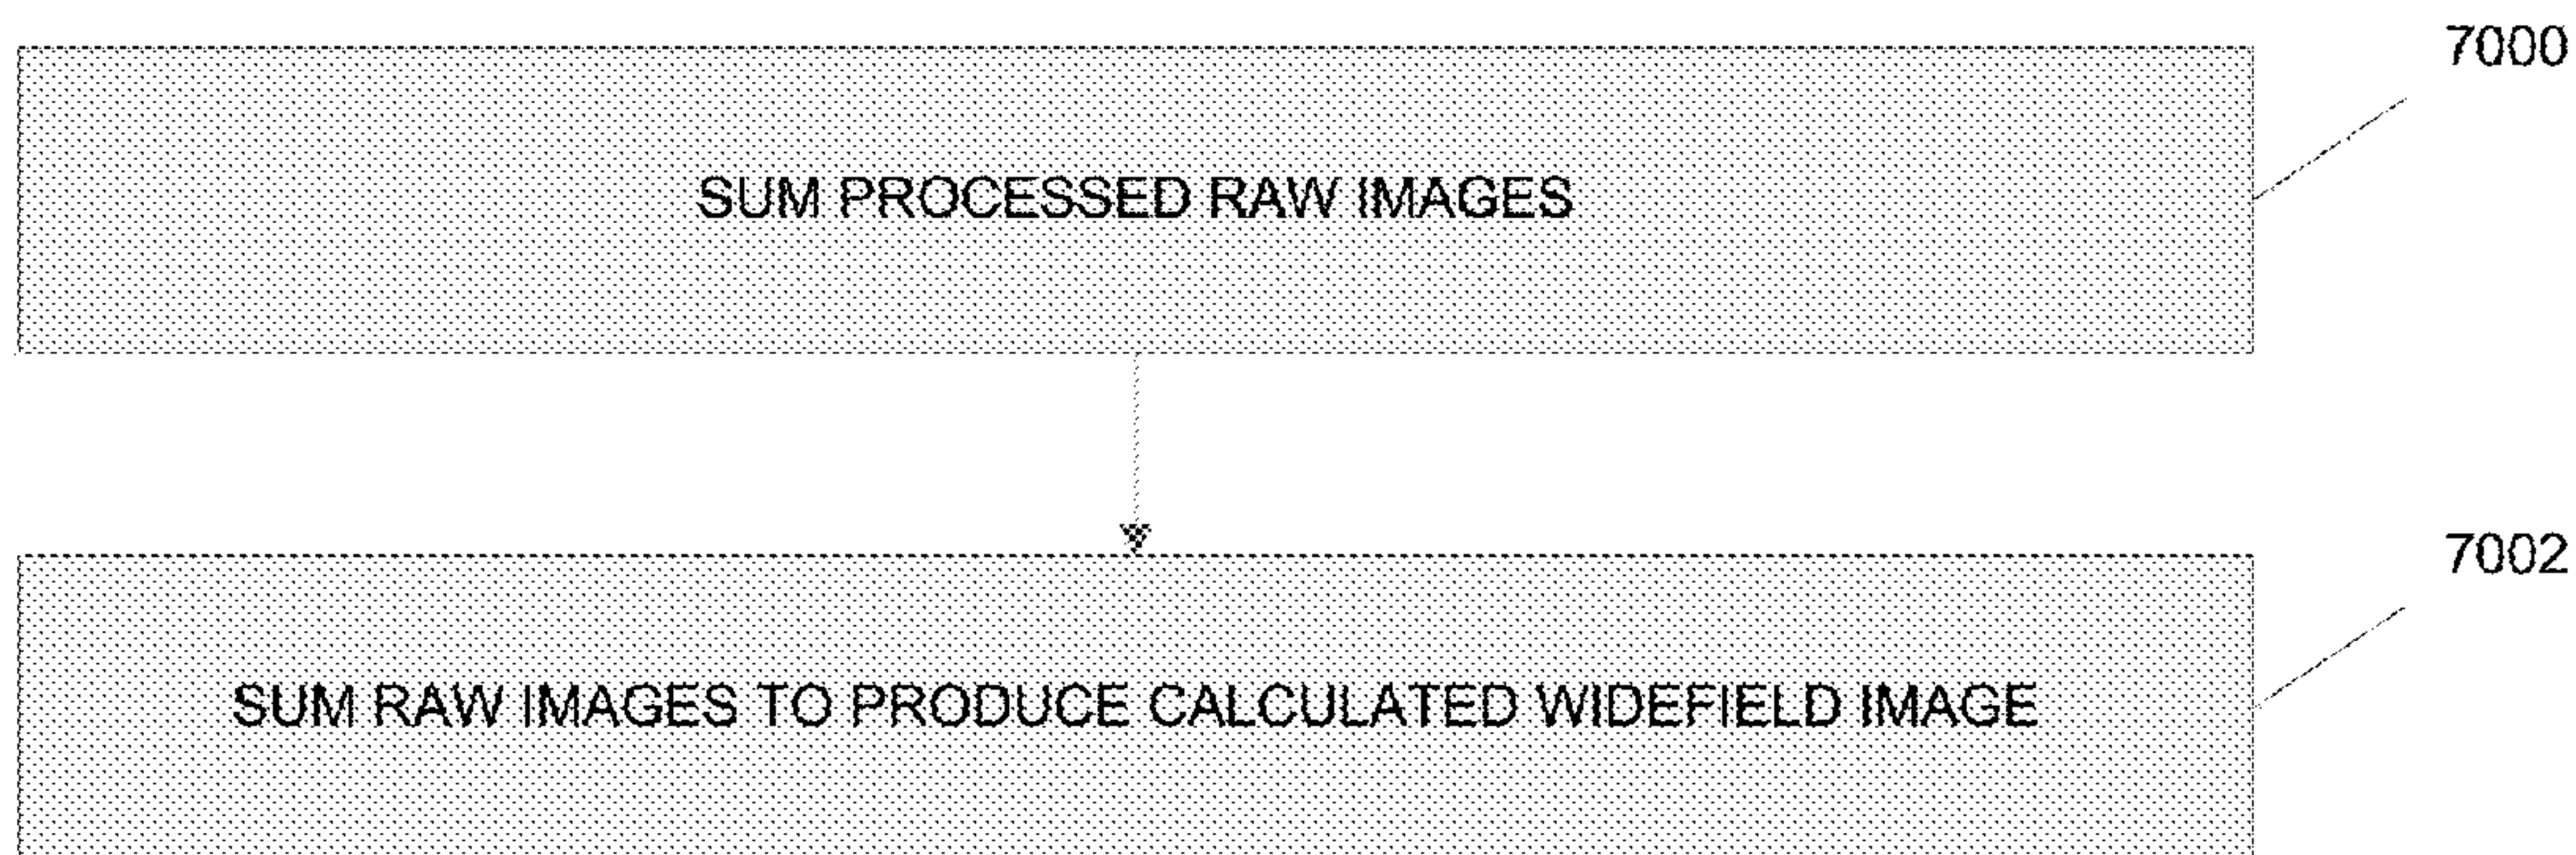 7000
SUM PROCESSED RAW IMAGES
7002
SUM RAW IMAGES TO PRODUCE CALCULATED WIDEFIELD IMAGE